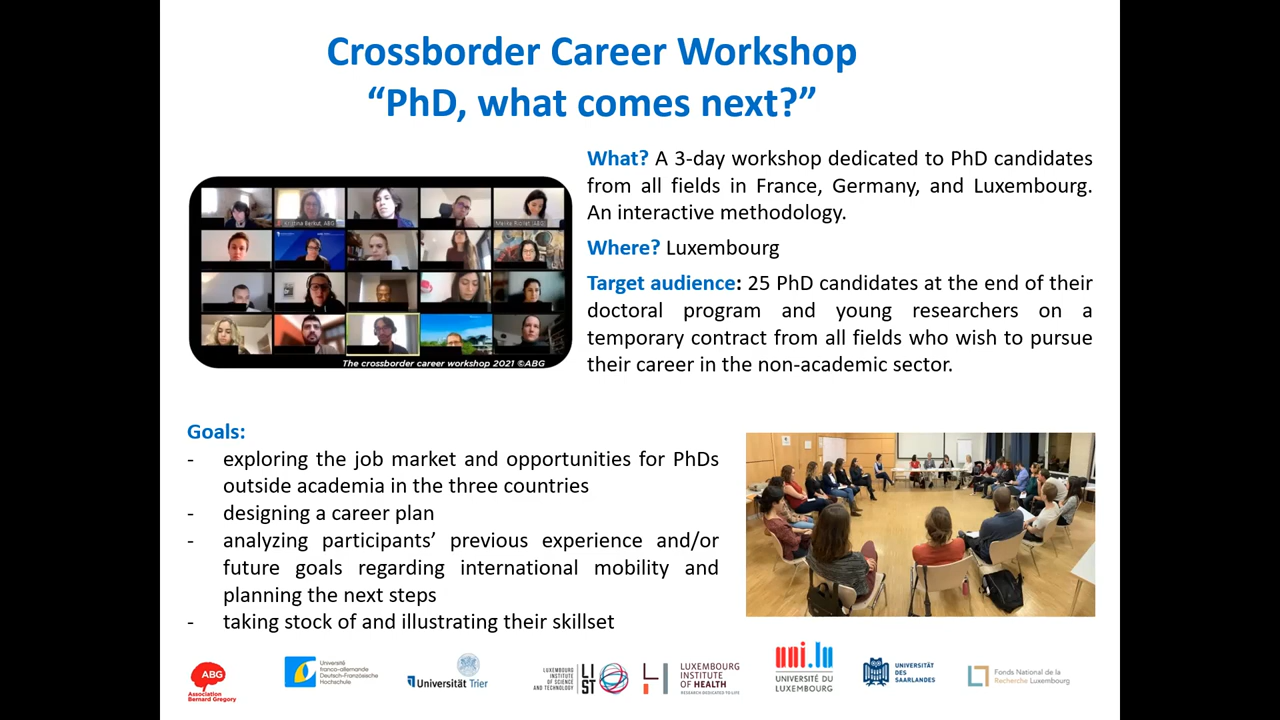 Crossborder Career Workshop
“PhD, what comes next?”
What? A 3-day workshop dedicated to PhD candidates
from all fields in France, Germany, and Luxembourg.
An interactive methodology.
Where? Luxembourg
Target audience: 25 PhD candidates at the end of their
doctoral program and young researchers on a
temporary contract from all fields who wish to pursue
their career in the non-academic sector.
The crossborder career workshop 2021 ©ABG
Goals:
- exploring the job market and opportunities for PhDs
outside academia in the three countries
- designing a career plan
- analyzing participants’ previous experience and/or
future goals regarding international mobility and
planning the next steps
- taking stock of and illustrating their skillset
ABG
Association
Bernard Gregory
Université
franco-allemande
Deutsch-Französische
Hochschule
Universität Trier
LUXEMBOURG
INSTITUTE
OF SCIENCE
AND TECHNOLOGY
LI
ST
LUXEMBOURG
INSTITUTE
OF HEALTH
RESEARCH DEDICATED TO LIFE
uni.lu
UNIVERSITÉ DU
LUXEMBOURG
UNIVERSITÄT
DES
SAARLANDES
Fonds National de la
Recherche Luxembourg